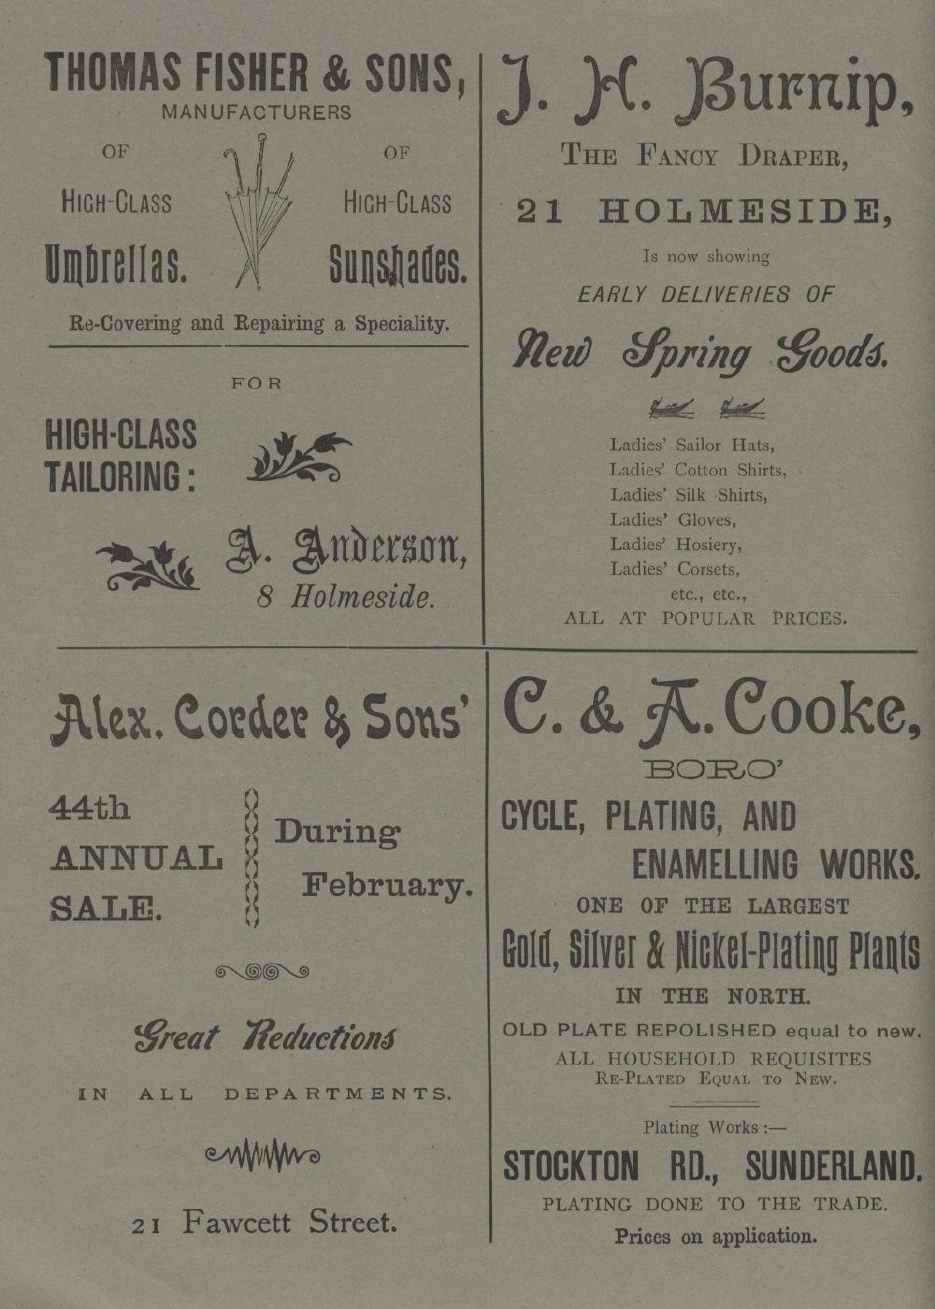 THOMAS FISHER & SONS,
MANUFACTURERS
OF
HIGH-CLASS
Umbrellas.
OF
HIGH-CLASS
Sunshades.
Re-Covering and Repairing a Speciality.
FOR
HIGH-CLASS
TAILORING:
A. Anderson,
8 Holmeside.
J. H. Burnip,
THE FANCY DRAPER,
21 HOLMESIDE,
Is now showing
EARLY DELIVERIES OF
New Spring Goods.
Ladies' Sailor Hats,
Ladies' Cotton Shirts,
Ladies' Silk Shirts,
Ladies' Gloves,
Ladies' Hosiery,
Ladies' Corsets,
etc., etc.,
ALL AT POPULAR PRICES.
Alex. Corder & Sons'
44th
ANNUAL
SALE.
During
February.
Great Reductions
IN ALL DEPARTMENTS.
21 Fawcett Street.
C. & A. Cooke,
BORO'
CYCLE, PLATING, AND
ENAMELLING WORKS.
ONE OF THE LARGEST
Gold, Silver & Nickel-Plating Plants
IN THE NORTH.
OLD PLATE REPOLISHED equal to new.
ALL HOUSEHOLD REQUISITES
RE-PLATED EQUAL TO NEW.
Plating Works:—
STOCKTON RD., SUNDERLAND.
PLATING DONE TO THE TRADE.
Prices on application.